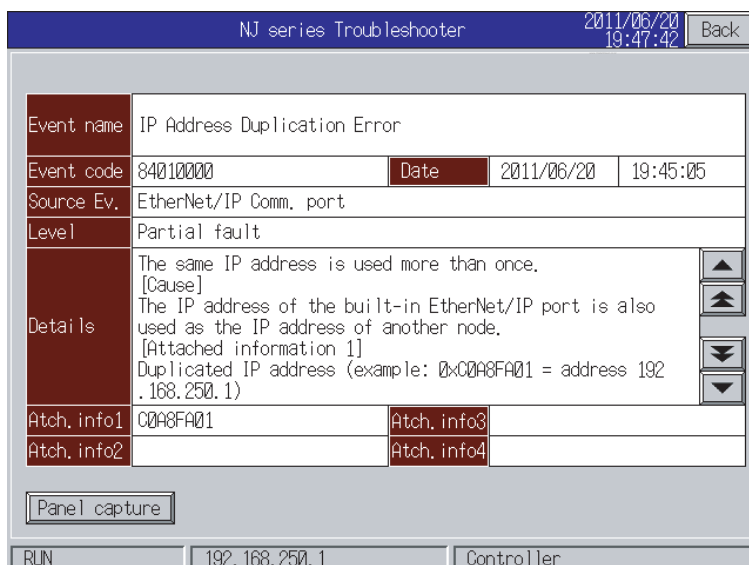 NJ series Troubleshooter
2011/06/20
19:47:42
Back
Event name
IP Address Duplication Error
Event code
84010000
Date
2011/06/20
19:45:05
Source Ev.
EtherNet/IP Comm. port
Level
Partial fault
Details
The same IP address is used more than once.
[Cause]
The IP address of the built-in EtherNet/IP port is also
used as the IP address of another node.
[Attached information 1]
Duplicated IP address (example: 0xC0A8FA01 = address 192
.168.250.1)
Atch.info1
C0A8FA01
Atch.info3
Atch.info2
Atch.info4
Panel capture
RUN
192.168.250.1
Controller